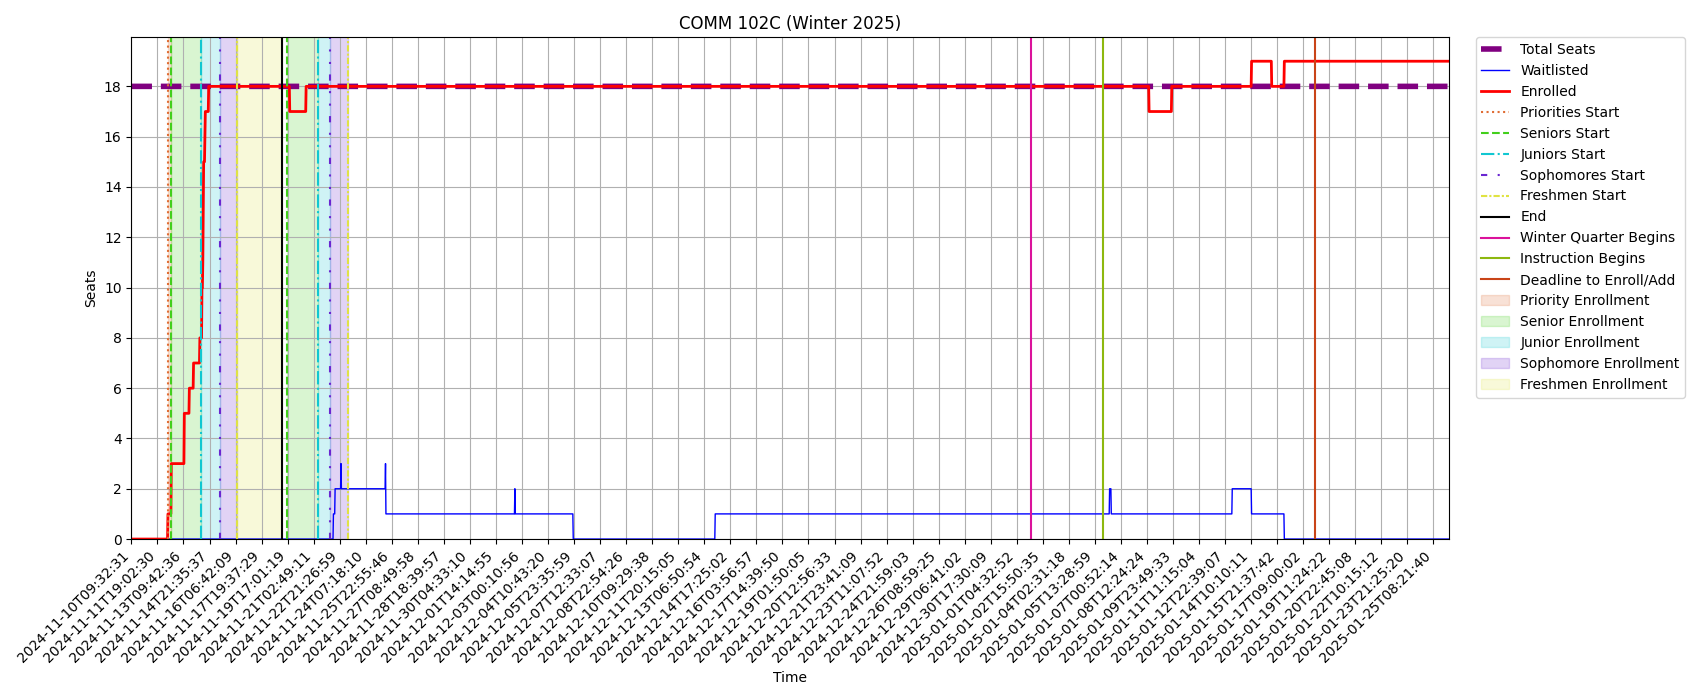 COMM 102C (Winter 2025)
Seats
18
16
14
12
10
8
6
4
2
0
2024-11-10T09:32:31
2024-11-11T19:02:30
2024-11-13T09:42:36
2024-11-14T21:35:37
2024-11-16T06:42:09
2024-11-17T19:37:29
2024-11-19T17:01:19
2024-11-21T02:49:11
2024-11-22T21:26:59
2024-11-24T07:18:10
2024-11-25T22:55:46
2024-11-27T08:49:58
2024-11-28T18:39:57
2024-11-30T04:33:10
2024-12-01T14:14:55
2024-12-03T00:10:56
2024-12-04T10:43:20
2024-12-05T23:35:59
2024-12-07T12:33:07
2024-12-08T22:54:26
2024-12-10T09:29:38
2024-12-11T20:15:05
2024-12-13T06:50:54
2024-12-14T17:25:02
2024-12-16T03:56:57
2024-12-17T14:39:50
2024-12-19T01:50:05
2024-12-20T12:56:33
2024-12-21T23:41:09
2024-12-23T11:07:52
2024-12-24T21:59:03
2024-12-26T08:59:25
2024-12-29T06:41:02
2024-12-30T17:30:09
2025-01-01T04:32:52
2025-01-02T15:50:35
2025-01-04T02:31:18
2025-01-05T13:28:59
2025-01-07T00:52:14
2025-01-08T12:24:24
2025-01-09T23:49:33
2025-01-11T11:15:04
2025-01-12T22:39:07
2025-01-14T10:10:11
2025-01-15T21:37:42
2025-01-17T09:00:02
2025-01-19T11:24:22
2025-01-20T22:45:08
2025-01-22T10:15:12
2025-01-23T21:25:20
2025-01-25T08:21:40
Time
Total Seats
Waitlisted
Enrolled
Priorities Start
Seniors Start
Juniors Start
Sophomores Start
Freshmen Start
End
Winter Quarter Begins
Instruction Begins
Deadline to Enroll/Add
Priority Enrollment
Senior Enrollment
Junior Enrollment
Sophomore Enrollment
Freshmen Enrollment